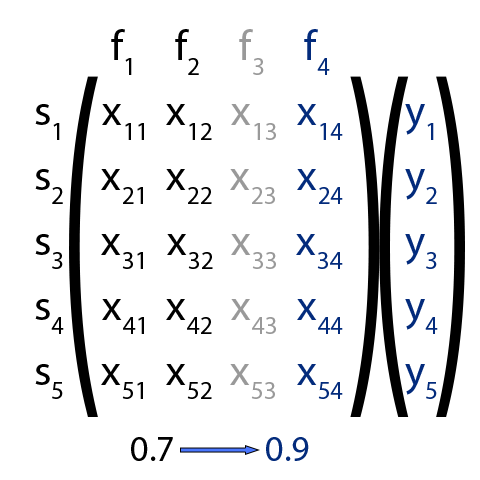 f1 f2 f3 f4
s1 x11 x12 x13 x14 y1
s2 x21 x22 x23 x24 y2
s3 x31 x32 x33 x34 y3
s4 x41 x42 x43 x44 y4
s5 x51 x52 x53 x54 y5
0.7 0.9